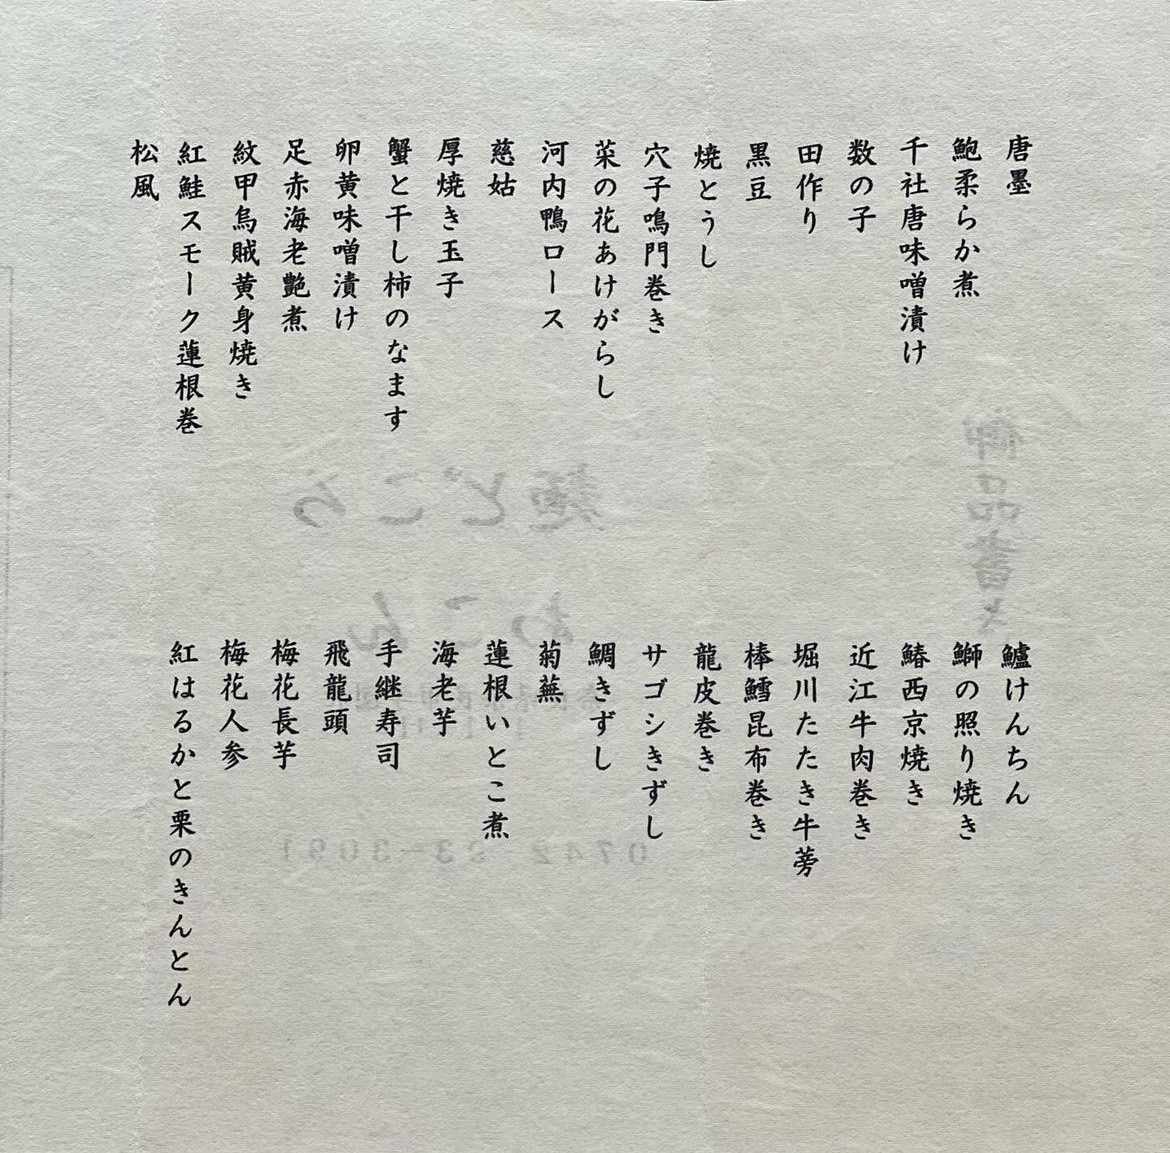 唐墨
鮑柔らか煮
千社唐味噌漬け
数の子
田作り
黒豆
焼とうし
穴子鳴門巻き
菜の花あけがらし
河内鴨ロース
慈姑
厚焼き玉子
蟹と干し柿のなます
卵黄味噌漬け
足赤海老艶煮
紋甲烏賊黄身焼き
紅鮭スモーク蓮根巻
松風
鱸けんちん
鰤の照り焼き
鰆西京焼き
近江牛肉巻き
堀川たたき牛蒡
棒鱈昆布巻き
龍皮巻き
サゴシきずし
鯛きずし
菊蕪
蓮根いとこ煮
海老芋
手継寿司
飛龍頭
梅花長芋
梅花人参
紅はるかと栗のきんとん
御品書き
麺どころ
わこん